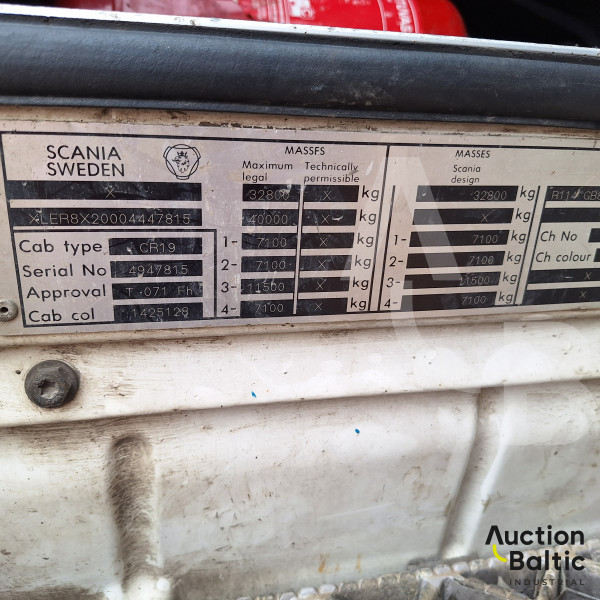 SCANIA
SWEDEN
MASSES
Maximum legal
Technically permissible
MASSES
Scania design
X
XLER8X20004447815
Cab type CR19
Serial No 4947815
Approval T-071
Cab col 1425128
32800 X kg
40000 X kg
1- 7100 X kg
2- 7100 X kg
3- 11500 X kg
4- 7100 X kg
32800 kg
X kg
1- 7100 kg
2- 7100 kg
3- 11500 kg
4- 7100 kg
R114
Ch No
Ch colour
X
X
Auction
Baltic
INDUSTRIAL